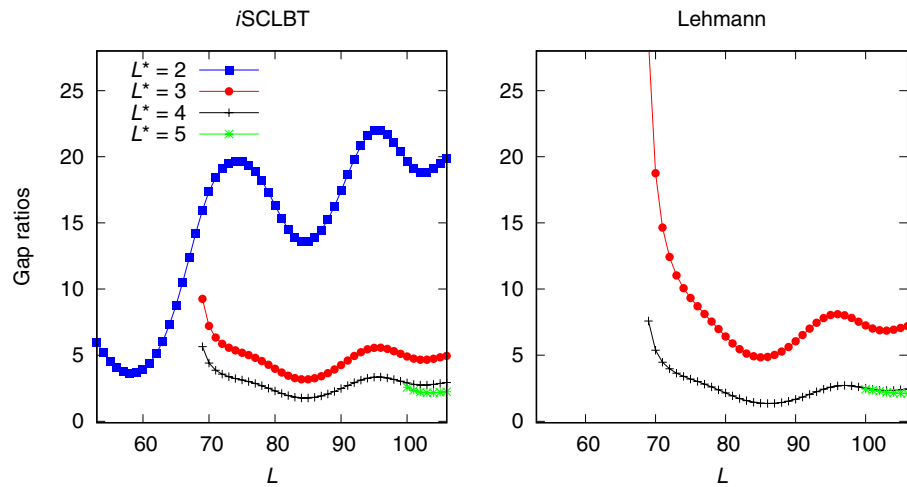 iSCLBT
Lehmann
L* = 2
L* = 3
L* = 4
L* = 5
Gap ratios
25
20
15
10
5
0
60 70 80 90 100
L
25
20
15
10
5
0
60 70 80 90 100
L